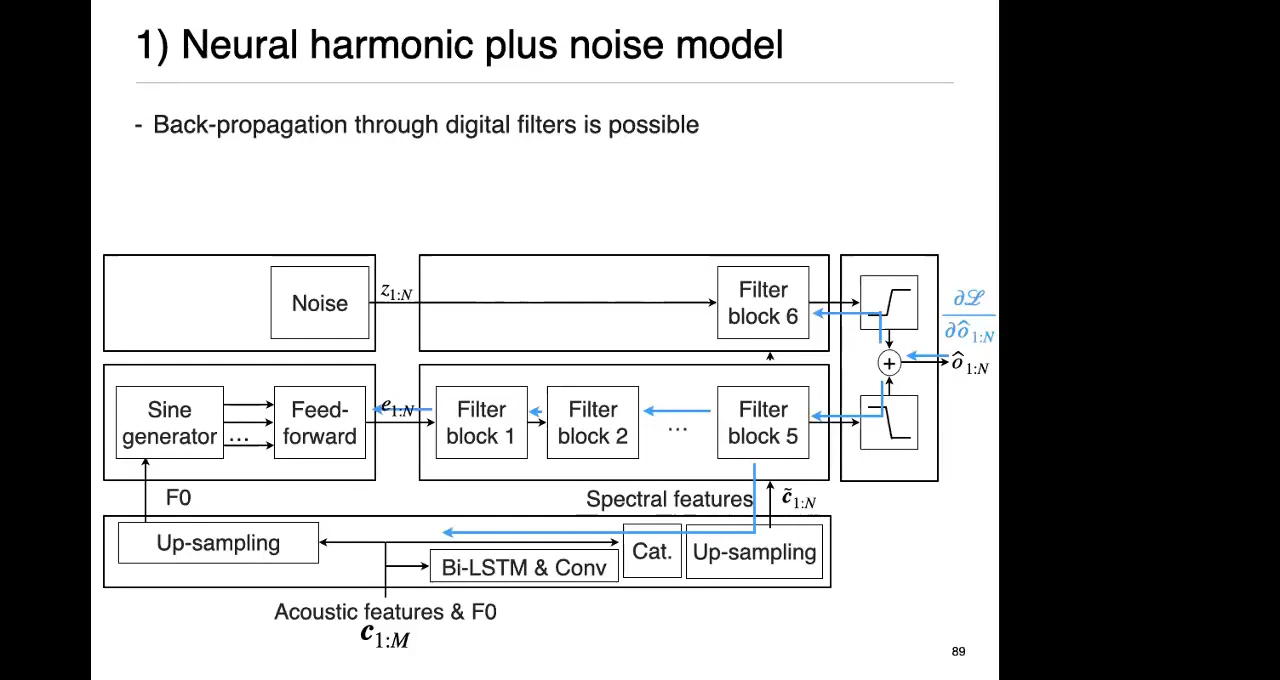 1) Neural harmonic plus noise model
- Back-propagation through digital filters is possible
Noise
z1:N
Filter
block 6
∂ℒ
∂ô1:N
ô1:N
Sine
generator
...
Feed-
forward
e1:N
Filter
block 1
Filter
block 2
...
Filter
block 5
+
F0
Spectral features
c̃1:N
Up-sampling
Bi-LSTM & Conv
Cat.
Up-sampling
Acoustic features & F0
c1:M
89